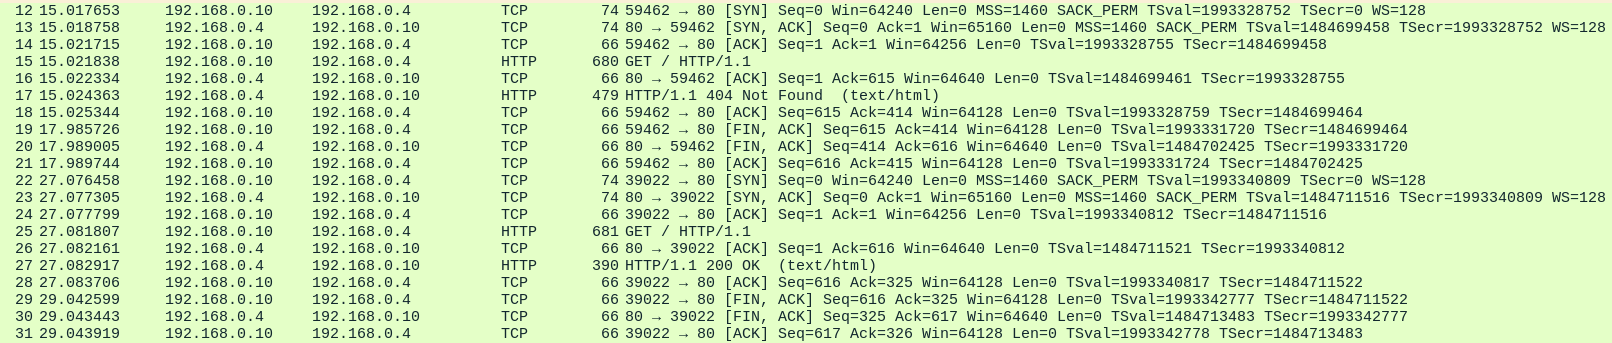 12 15.017653 192.168.0.10 192.168.0.4 TCP 74 59462 → 80 [SYN] Seq=0 Win=64240 Len=0 MSS=1460 SACK_PERM TSval=1993328752 TSecr=0 WS=128
13 15.018758 192.168.0.4 192.168.0.10 TCP 74 80 → 59462 [SYN, ACK] Seq=0 Ack=1 Win=65160 Len=0 MSS=1460 SACK_PERM TSval=1484699458 TSecr=1993328752 WS=128
14 15.021715 192.168.0.10 192.168.0.4 TCP 66 59462 → 80 [ACK] Seq=1 Ack=1 Win=64256 Len=0 TSval=1993328755 TSecr=1484699458
15 15.021838 192.168.0.10 192.168.0.4 HTTP 680 GET / HTTP/1.1
16 15.022334 192.168.0.4 192.168.0.10 TCP 66 80 → 59462 [ACK] Seq=1 Ack=615 Win=64640 Len=0 TSval=1484699461 TSecr=1993328755
17 15.024363 192.168.0.4 192.168.0.10 HTTP 479 HTTP/1.1 404 Not Found (text/html)
18 15.025344 192.168.0.10 192.168.0.4 TCP 66 59462 → 80 [ACK] Seq=615 Ack=414 Win=64128 Len=0 TSval=1993328759 TSecr=1484699464
19 17.985726 192.168.0.10 192.168.0.4 TCP 66 59462 → 80 [FIN, ACK] Seq=615 Ack=414 Win=64128 Len=0 TSval=1993331720 TSecr=1484699464
20 17.989005 192.168.0.4 192.168.0.10 TCP 66 80 → 59462 [FIN, ACK] Seq=414 Ack=616 Win=64640 Len=0 TSval=1484702425 TSecr=1993331720
21 17.989744 192.168.0.10 192.168.0.4 TCP 66 59462 → 80 [ACK] Seq=616 Ack=415 Win=64128 Len=0 TSval=1993331724 TSecr=1484702425
22 27.076458 192.168.0.10 192.168.0.4 TCP 74 39022 → 80 [SYN] Seq=0 Win=64240 Len=0 MSS=1460 SACK_PERM TSval=1993340809 TSecr=0 WS=128
23 27.077305 192.168.0.4 192.168.0.10 TCP 74 80 → 39022 [SYN, ACK] Seq=0 Ack=1 Win=65160 Len=0 MSS=1460 SACK_PERM TSval=1484711516 TSecr=1993340809 WS=128
24 27.077799 192.168.0.10 192.168.0.4 TCP 66 39022 → 80 [ACK] Seq=1 Ack=1 Win=64256 Len=0 TSval=1993340812 TSecr=1484711516
25 27.081807 192.168.0.10 192.168.0.4 HTTP 681 GET / HTTP/1.1
26 27.082161 192.168.0.4 192.168.0.10 TCP 66 80 → 39022 [ACK] Seq=1 Ack=616 Win=64640 Len=0 TSval=1484711521 TSecr=1993340812
27 27.082917 192.168.0.4 192.168.0.10 HTTP 390 HTTP/1.1 200 OK (text/html)
28 27.083706 192.168.0.10 192.168.0.4 TCP 66 39022 → 80 [ACK] Seq=616 Ack=325 Win=64128 Len=0 TSval=1993340817 TSecr=1484711522
29 29.042599 192.168.0.10 192.168.0.4 TCP 66 39022 → 80 [FIN, ACK] Seq=616 Ack=325 Win=64128 Len=0 TSval=1993342777 TSecr=1484711522
30 29.043443 192.168.0.4 192.168.0.10 TCP 66 80 → 39022 [FIN, ACK] Seq=325 Ack=617 Win=64640 Len=0 TSval=1484713483 TSecr=1993342777
31 29.043919 192.168.0.10 192.168.0.4 TCP 66 39022 → 80 [ACK] Seq=617 Ack=326 Win=64128 Len=0 TSval=1993342778 TSecr=1484713483